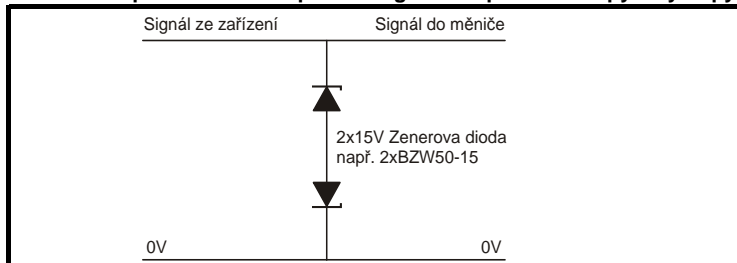 Signál ze zařízení Signál do měniče
2x15V Zenerova dioda
např. 2xBZW50-15
0V 0V